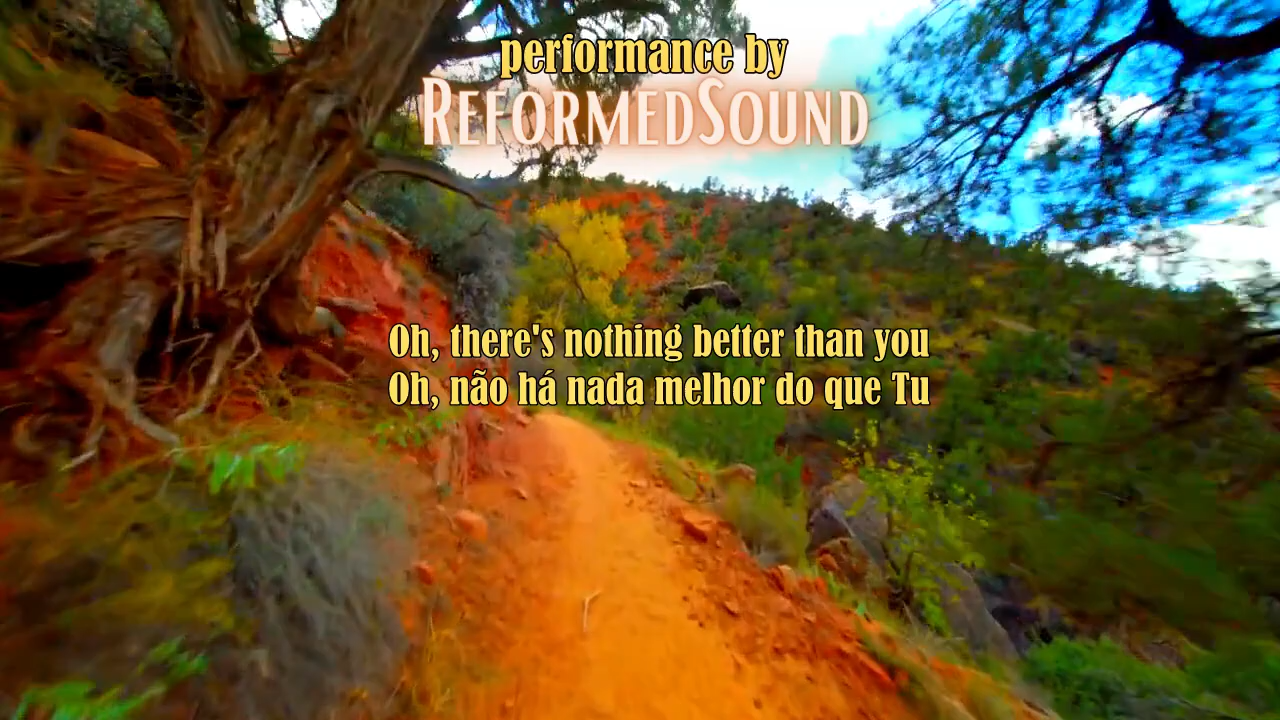 performance by
ReformedSound
Oh, there's nothing better than you
Oh, não há nada melhor do que Tu